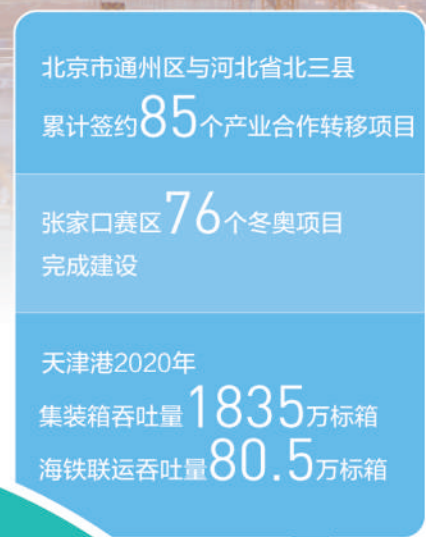 北京市通州区与河北省北三县
累计签约85个产业合作转移项目
张家口赛区76个冬奥项目
完成建设
天津港2020年
集装箱吞吐量1835万标箱
海铁联运吞吐量80.5万标箱